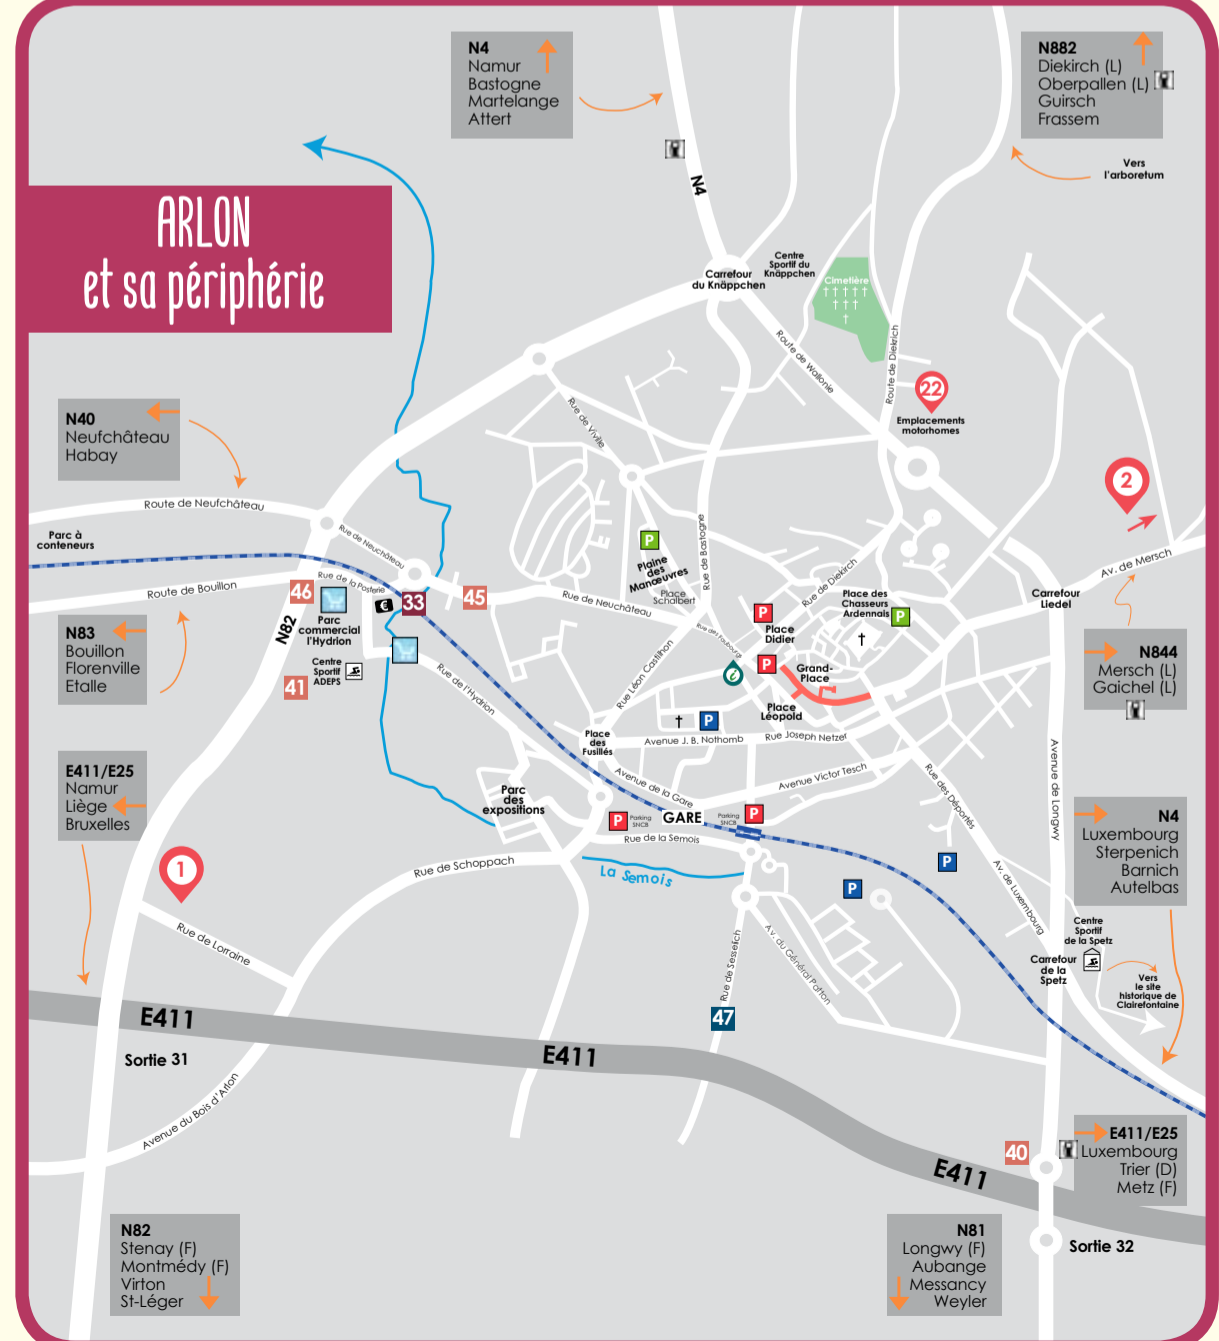 N4
Namur
Bastogne
Martelange
Attert
N882
Diekirch (L)
Oberpallen (L)
Guirsch
Frassem
Vers
l'arboretum
N4
ARLON
et sa périphérie
Carrefour
du Knäppchen
Centre
Sportif du
Knäppchen
Cimetière
Route de Wallonie
Route de Diekirch
22
Emplacements
motorhomes
Rue de Viville
N40
Neufchâteau
Habay
Route de Neufchâteau
Parc à
conteneurs
Route de Bouillon
Rue de Neufchâteau
Rue de la Posterie
2
Av. de Mersch
Carrefour
Liedel
P
Plaine
des
Manœuvres
Place
Schalbert
Rue de Bastogne
Rue de Diekirch
Place des
Chasseurs
Ardennais
P
46
33
45
€
Parc
commercial
l'Hydrion
N82
Centre
Sportif
ADEPS
41
Rue de Neufchâteau
Rue des Faubourgs
P
Place
Didier
P
Grand-
Place
Place
Léopold
i
Rue Léon Castilhon
Rue de l'Hydrion
N83
Bouillon
Florenville
Etalle
N844
Mersch (L)
Gaichel (L)
P
Place
des
Fusillés
Avenue J. B. Nothomb
Rue Joseph Netzer
Avenue de la Gare
Avenue Victor Tesch
Rue des Déportés
Avenue de Longwy
E411/E25
Namur
Liège
Bruxelles
Parc
des
expositions
P
Parking
SNCB
GARE
Parking
SNCB
P
Rue de la Semois
La Semois
Rue de Schoppach
P
P
Av. de Luxembourg
N4
Luxembourg
Sterpenich
Barnich
Autelbas
1
Rue de Lorraine
Rue de Sesselich
Av. du Général Patton
Centre
Sportif
de la Spetz
Carrefour
de la
Spetz
Vers
le site
historique de
Clairefontaine
47
E411
Sortie 31
E411
Avenue du Bois d'Arlon
E411
40
E411/E25
Luxembourg
Trier (D)
Metz (F)
N82
Stenay (F)
Montmédy (F)
Virton
St-Léger
N81
Longwy (F)
Aubange
Messancy
Weyler
Sortie 32